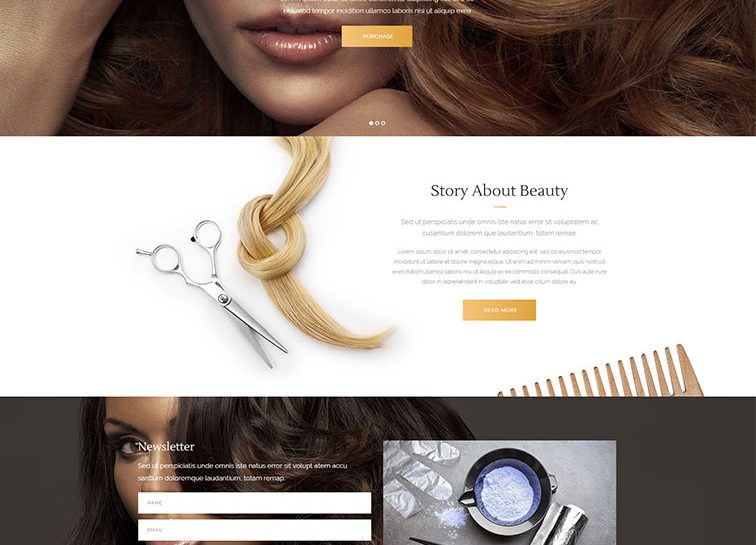 incididunt tempor incidition ullamco laboris nisi ut aliquip exea
PURCHASE
Story About Beauty
Sed ut perspiciatis unde omnis iste natus error sit voluptatem ac
cusantium dolorem que laudantium, totam remape
Lorem ipsum dolor sit amet, consectetur adipiscing elit, sed do eiusmod tempor
incididunt ut labore et dolore magna aliqua. Ut enim ad minim veniam, quis nostrud
exercitation ullamco laboris nisi ut aliquip ex ea commodo consequat. Duis aute irure
dolor in reprehenderit in voluptate velit esse cillum dolore eu
READ MORE
Newsletter
Sed ut perspiciatis unde omnis iste natus error sit volupt atem accu
santium doloremque laudantium, totam remap.
NAME*
EMAIL*